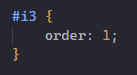 #i3 {
    order: 1;
}